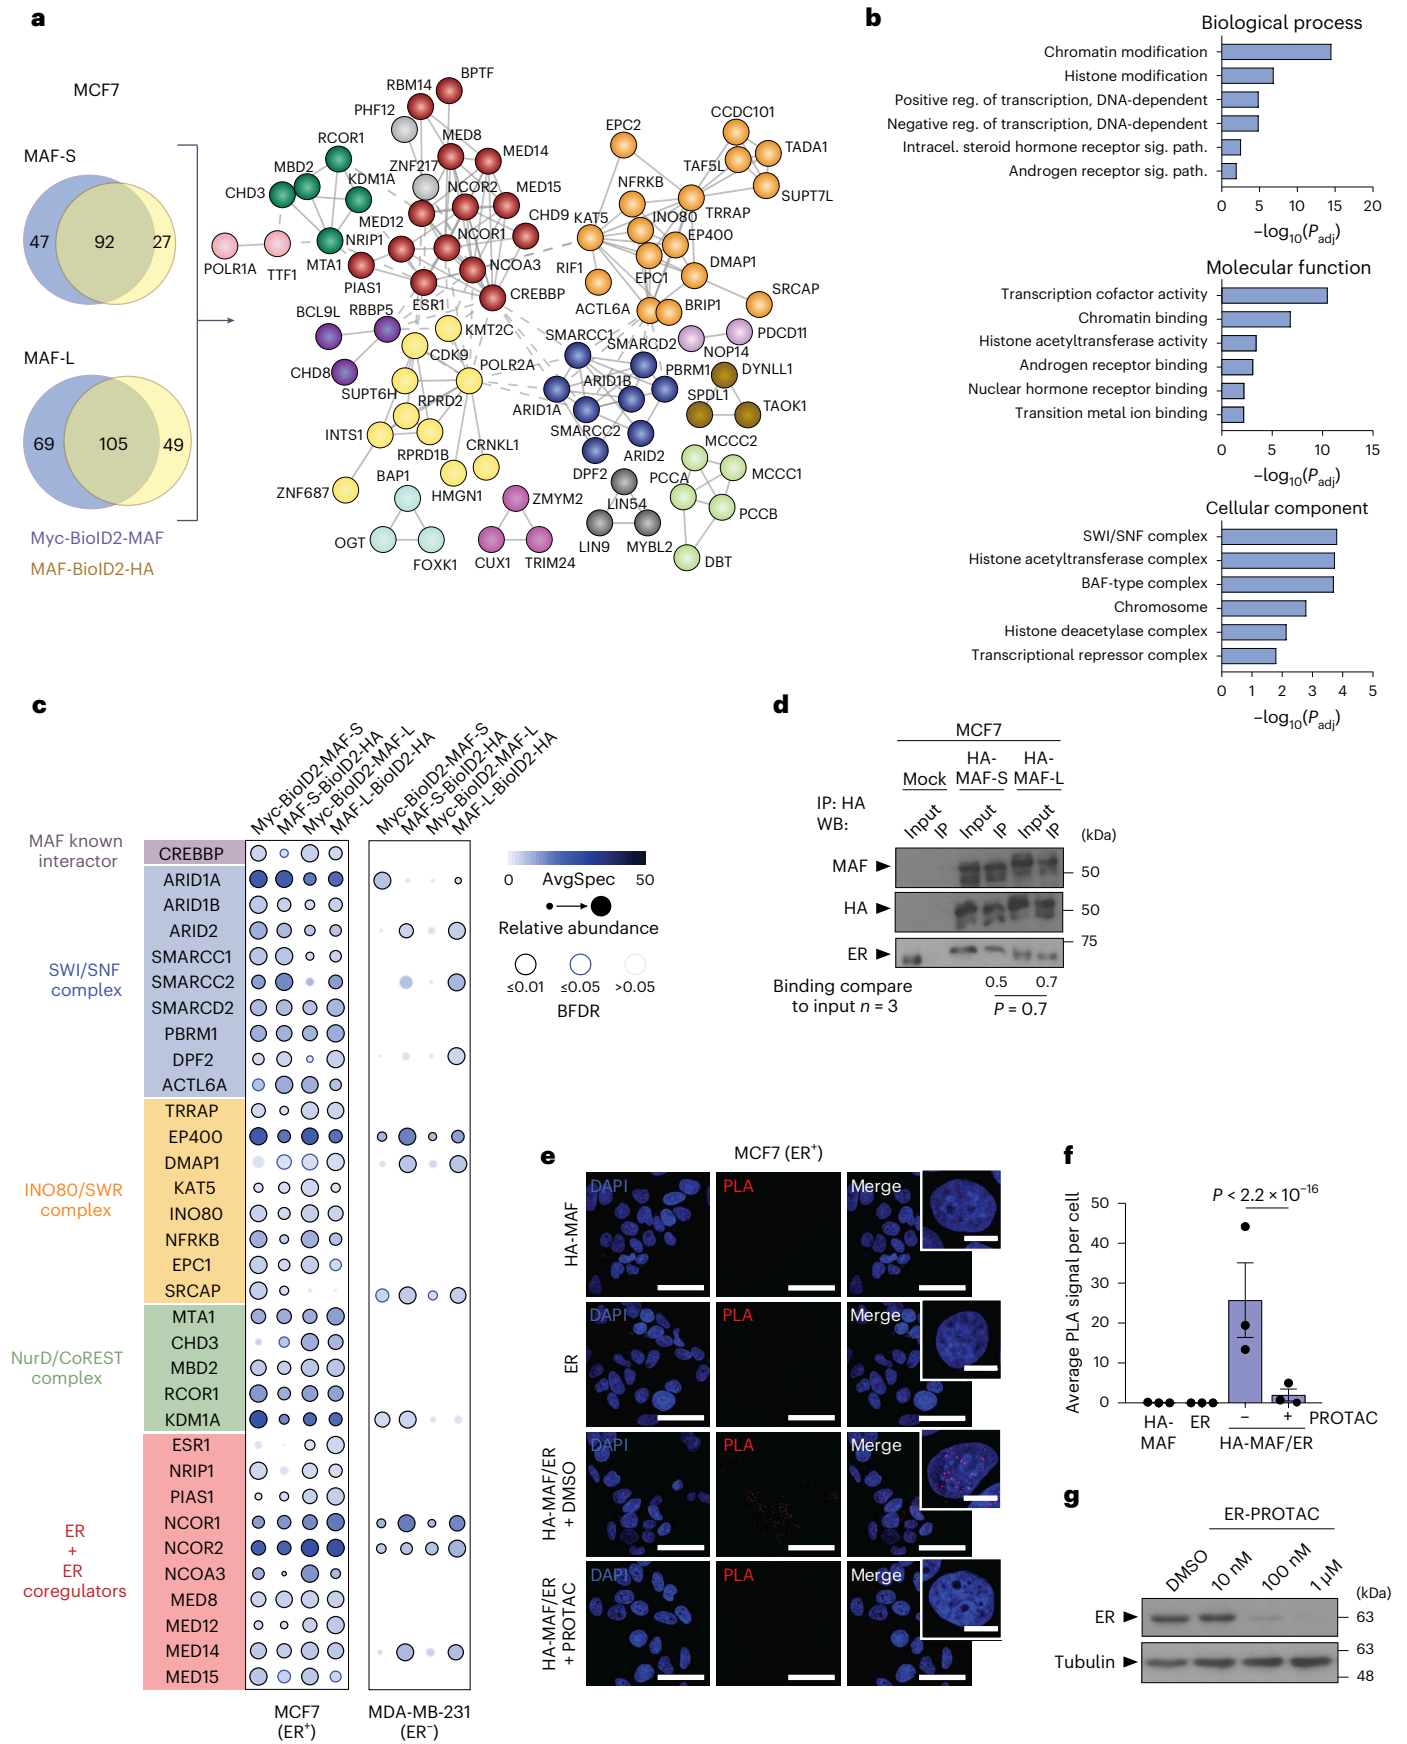 a
MCF7
MAF-S
47
92
27
MAF-L
69
105
49
Myc-BioID2-MAF
MAF-BioID2-HA
BPTF
RBM14
PHF12
MED8
RCOR1
MED14
MBD2
ZNF217
KDM1A
NCOR2
MED15
CHD3
MED12
CHD9
NRIP1
NCOR1
POLR1A
TTF1
MTA1
NCOA3
PIAS1
ESR1
CREBBP
BCL9L
RBBP5
KMT2C
CDK9
CHD8
POLR2A
SUPT6H
RPRD2
INTS1
RPRD1B
CRNKL1
ZNF687
HMGN1
BAP1
OGT
FOXK1
ZMYM2
CUX1
TRIM24
EPC2
CCDC101
TADA1
TAF5L
NFRKB
SUPT7L
TRRAP
KAT5
INO80
EP400
RIF1
EPC1
DMAP1
ACTL6A
BRIP1
SRCAP
SMARCC1
SMARCD2
PDCD11
NOP14
PBRM1
DYNLL1
ARID1B
SPDL1
TAOK1
ARID1A
SMARCC2
ARID2
DPF2
MCCC2
MCCC1
PCCA
PCCB
DBT
LIN54
LIN9
MYBL2
b
Biological process
Chromatin modification
Histone modification
Positive reg. of transcription, DNA-dependent
Negative reg. of transcription, DNA-dependent
Intracel. steroid hormone receptor sig. path.
Androgen receptor sig. path.
0 5 10 15 20
−log10(Padj)
Molecular function
Transcription cofactor activity
Chromatin binding
Histone acetyltransferase activity
Androgen receptor binding
Nuclear hormone receptor binding
Transition metal ion binding
0 5 10 15
−log10(Padj)
Cellular component
SWI/SNF complex
Histone acetyltransferase complex
BAF-type complex
Chromosome
Histone deacetylase complex
Transcriptional repressor complex
0 1 2 3 4 5
−log10(Padj)
c
Myc-BioID2-MAF-S
MAF-S-BioID2-HA
Myc-BioID2-MAF-L
MAF-L-BioID2-HA
Myc-BioID2-MAF-S
MAF-S-BioID2-HA
Myc-BioID2-MAF-L
MAF-L-BioID2-HA
MAF known
interactor
CREBBP
SWI/SNF
complex
ARID1A
ARID1B
ARID2
SMARCC1
SMARCC2
SMARCD2
PBRM1
DPF2
ACTL6A
INO80/SWR
complex
TRRAP
EP400
DMAP1
KAT5
INO80
NFRKB
EPC1
SRCAP
NurD/CoREST
complex
MTA1
CHD3
MBD2
RCOR1
KDM1A
ER
+
ER
coregulators
ESR1
NRIP1
PIAS1
NCOR1
NCOR2
NCOA3
MED8
MED12
MED14
MED15
MCF7
(ER+)
MDA-MB-231
(ER−)
0 AvgSpec 50
Relative abundance
≤0.01 ≤0.05 >0.05
BFDR
d
MCF7
HA-
MAF-S
HA-
MAF-L
Mock
IP: HA
WB:
Input
IP
Input
IP
Input
IP
(kDa)
MAF
50
HA
50
75
ER
0.5 0.7
Binding compare
to input n = 3
P = 0.7
e
MCF7 (ER+)
HA-MAF
DAPI
PLA
Merge
ER
DAPI
PLA
Merge
HA-MAF/ER
+ DMSO
DAPI
PLA
Merge
HA-MAF/ER
+ PROTAC
DAPI
PLA
Merge
f
Average PLA signal per cell
50
40
30
20
10
0
P < 2.2 × 10−16
HA-
MAF
ER
− + PROTAC
HA-MAF/ER
g
ER-PROTAC
DMSO
10 nM
100 nM
1 µM
(kDa)
ER
63
63
Tubulin
48